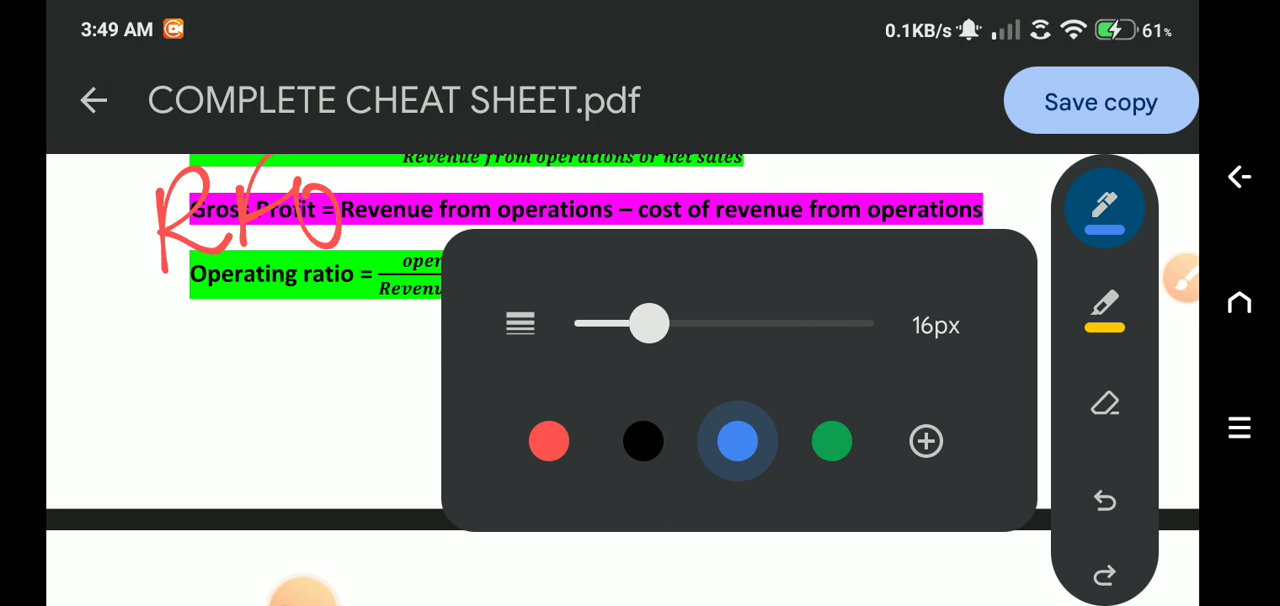 3:49 AM
0.1KB/s 61%
COMPLETE CHEAT SHEET.pdf
Save copy
Revenue from operations or net sales
RFO
Gross Profit = Revenue from operations – cost of revenue from operations
Operating ratio =
16px